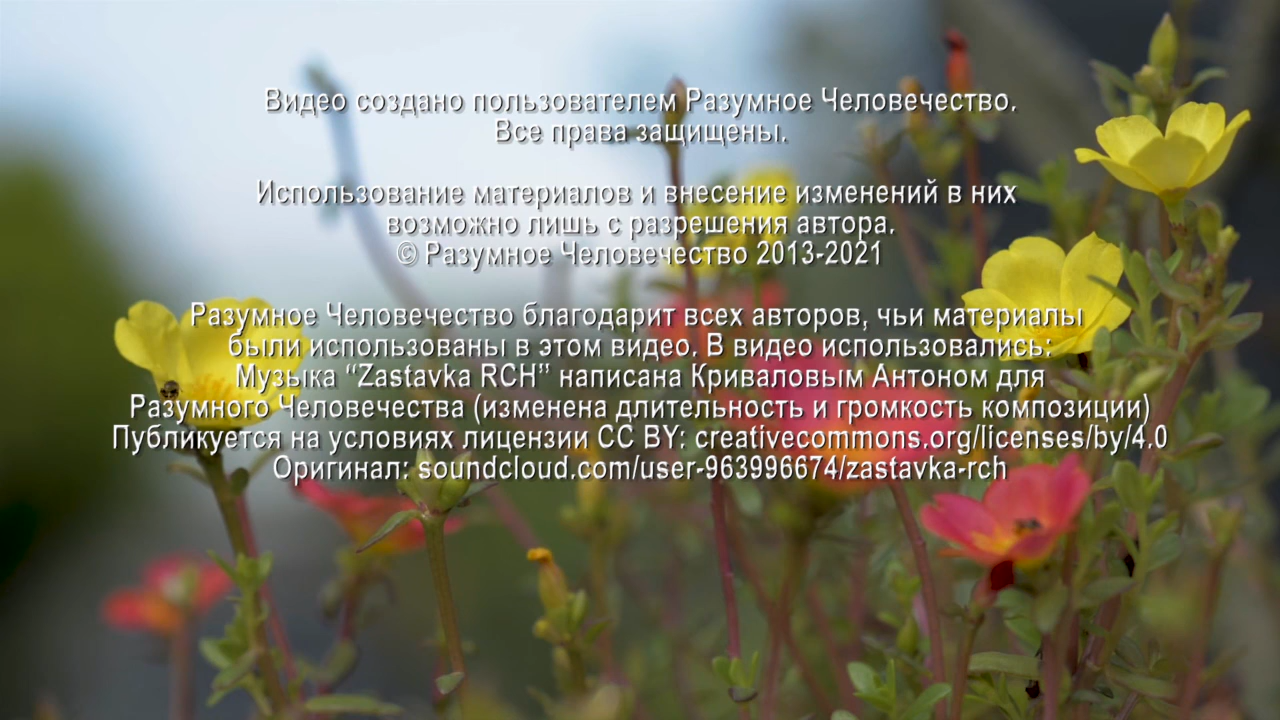 Видео создано пользователем Разумное Человечество.
Все права защищены.
Использование материалов и внесение изменений в них
возможно лишь с разрешения автора.
© Разумное Человечество 2013-2021
Разумное Человечество благодарит всех авторов, чьи материалы
были использованы в этом видео. В видео использовались:
Музыка “Zastavka RCH” написана Криваловым Антоном для
Разумного Человечества (изменена длительность и громкость композиции)
Публикуется на условиях лицензии CC BY: creativecommons.org/licenses/by/4.0
Оригинал: soundcloud.com/user-963996674/zastavka-rch